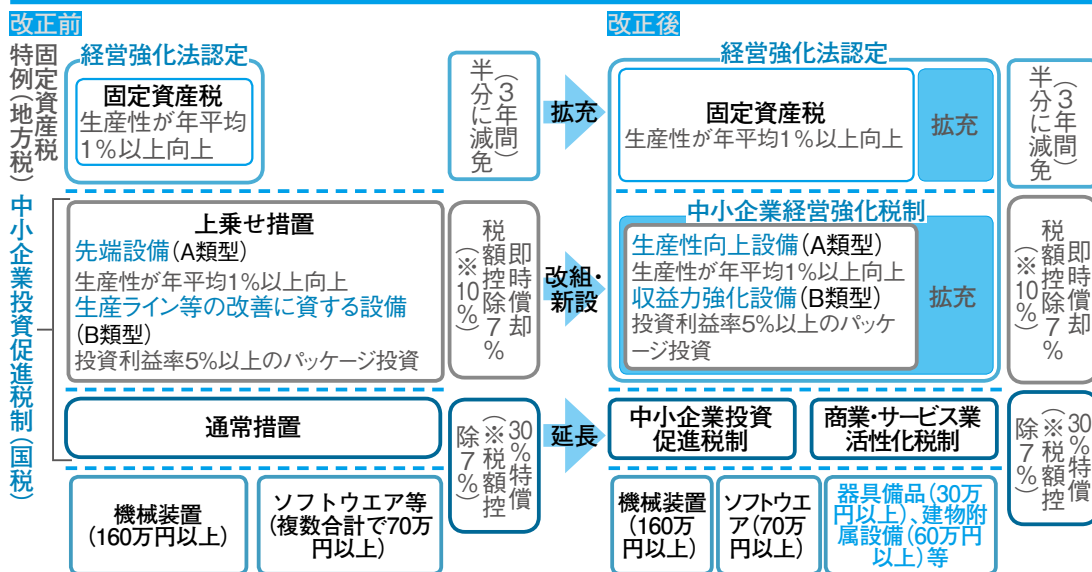 改正前
固定資産税
特例(地方税)
経営強化法認定
固定資産税
生産性が年平均
1%以上向上
(3年間)
半分に減免
拡充
中小企業投資促進税制(国税)
上乗せ措置
先端設備(A類型)
生産性が年平均1%以上向上
生産ライン等の改善に資する設備
(B類型)
投資利益率5%以上のパッケージ投資
即時償却
税額控除7%
(※10%)
改組・
新設
通常措置
30%特償
(※税額控
除7%)
延長
機械装置
(160万円以上)
ソフトウエア等
(複数合計で70万
円以上)
改正後
経営強化法認定
固定資産税
生産性が年平均1%以上向上
拡充
(3年間)
半分に減免
中小企業経営強化税制
生産性向上設備(A類型)
生産性が年平均1%以上向上
収益力強化設備(B類型)
投資利益率5%以上のパッケ
ージ投資
拡充
即時償却
税額控除7%
(※10%)
中小企業投資
促進税制
商業・サービス業
活性化税制
30%特償
(※税額控
除7%)
機械装置
(160万
円以上)
ソフトウエ
ア(70万
円以上)
器具備品(30万
円以上)、建物附
属設備(60万円
以上)等